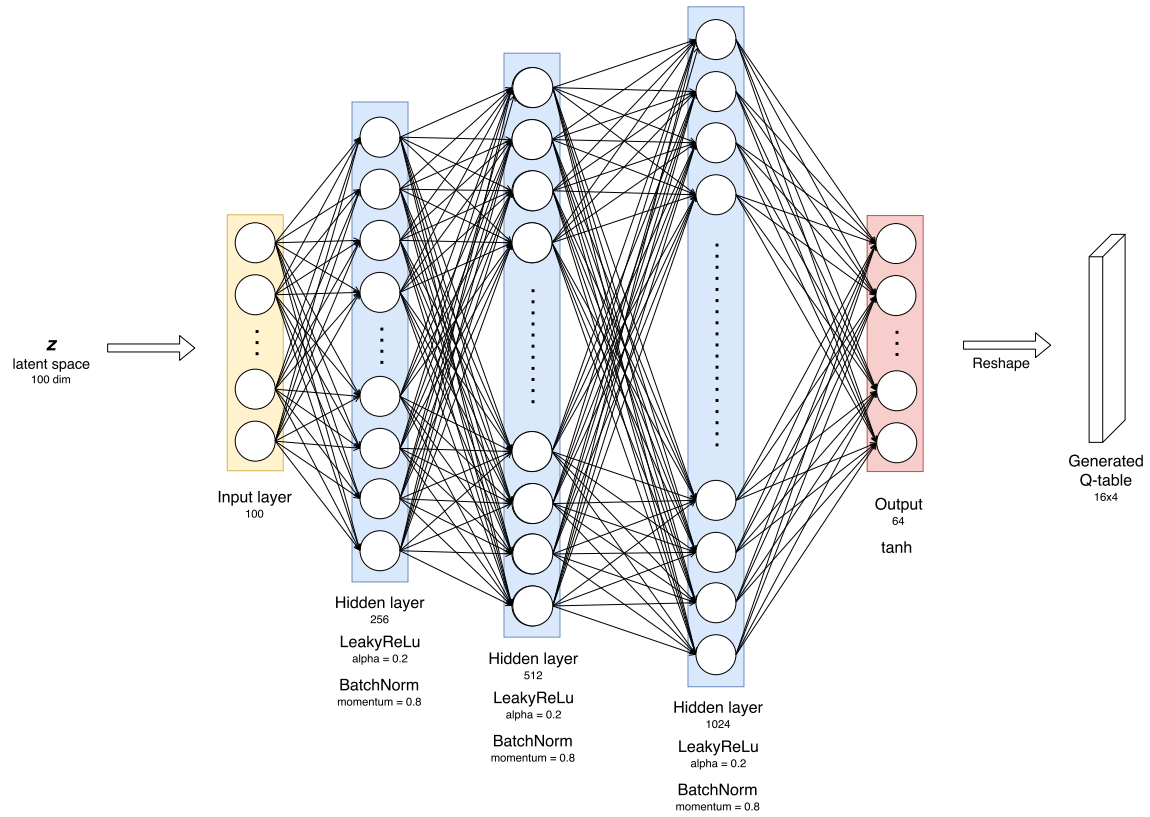 z
latent space
100 dim
Input layer
100
Hidden layer
256
LeakyReLu
alpha = 0.2
BatchNorm
momentum = 0.8
Hidden layer
512
LeakyReLu
alpha = 0.2
BatchNorm
momentum = 0.8
Hidden layer
1024
LeakyReLu
alpha = 0.2
BatchNorm
momentum = 0.8
Output
64
tanh
Reshape
Generated
Q-table
16x4